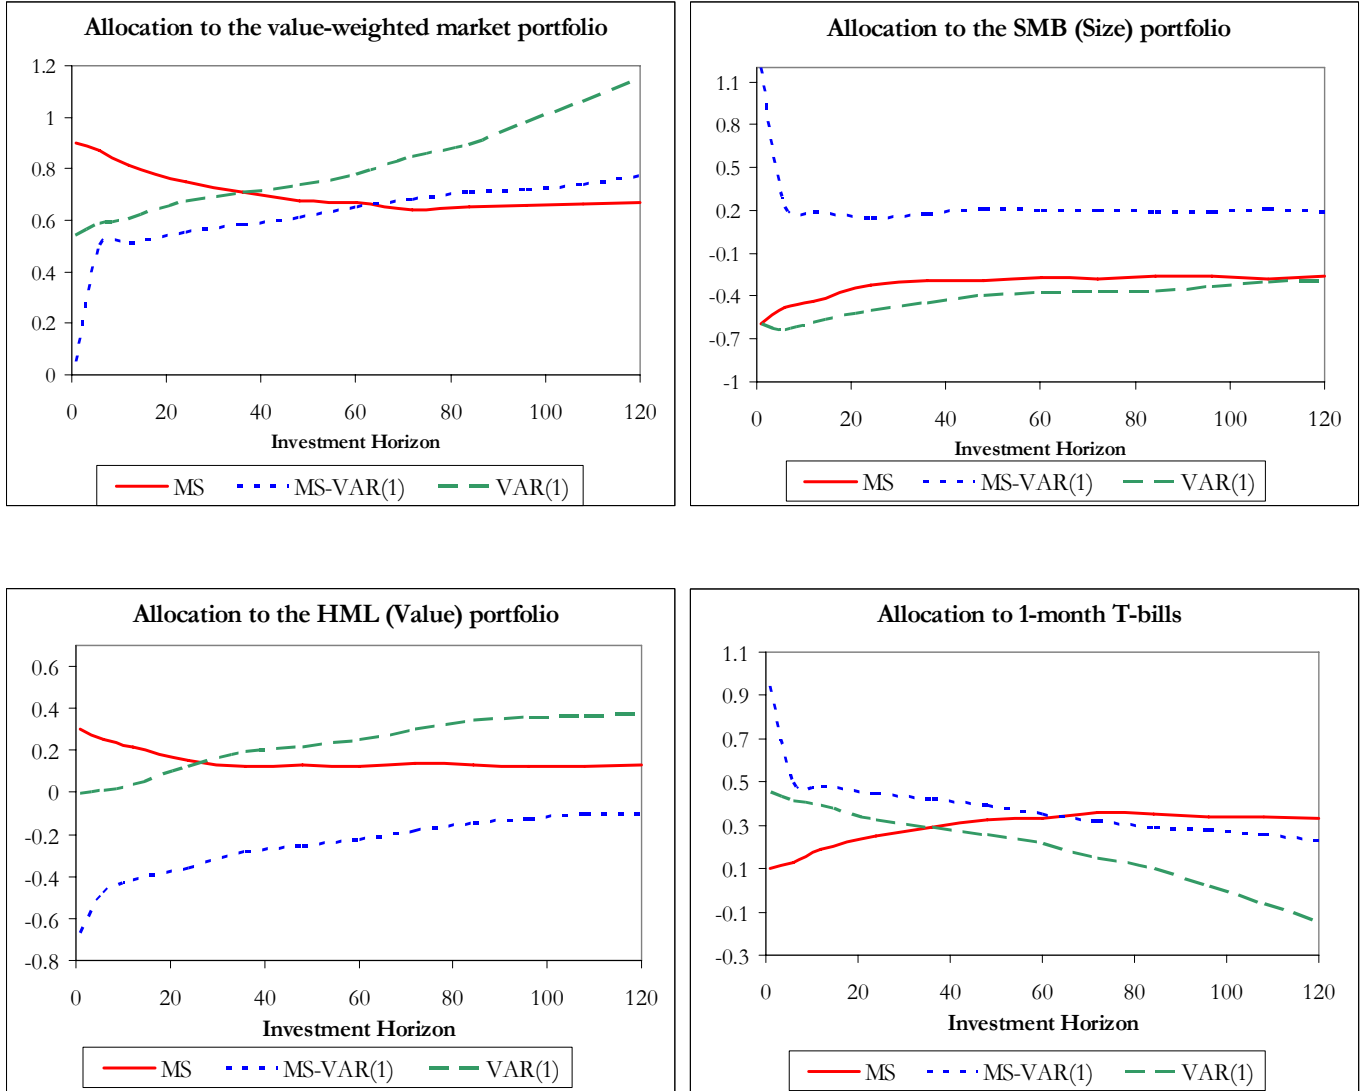 Allocation to the value-weighted market portfolio
1.2
1
0.8
0.6
0.4
0.2
0
0 20 40 60 80 100 120
Investment Horizon
MS MS-VAR(1) VAR(1)
Allocation to the SMB (Size) portfolio
1.1
0.8
0.5
0.2
-0.1
-0.4
-0.7
-1
0 20 40 60 80 100 120
Investment Horizon
MS MS-VAR(1) VAR(1)
Allocation to the HML (Value) portfolio
0.6
0.4
0.2
0
-0.2
-0.4
-0.6
-0.8
0 20 40 60 80 100 120
Investment Horizon
MS MS-VAR(1) VAR(1)
Allocation to 1-month T-bills
1.1
0.9
0.7
0.5
0.3
0.1
-0.1
-0.3
0 20 40 60 80 100 120
Investment Horizon
MS MS-VAR(1) VAR(1)